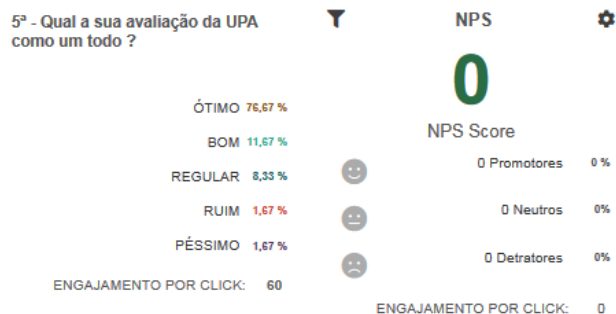 5ª - Qual a sua avaliação da UPA
como um todo ?
ÓTIMO 76,67 %
BOM 11,67 %
REGULAR 8,33 %
RUIM 1,67 %
PÉSSIMO 1,67 %
ENGAJAMENTO POR CLICK: 60
NPS
0
NPS Score
0 Promotores 0 %
0 Neutros 0%
0 Detratores 0%
ENGAJAMENTO POR CLICK: 0